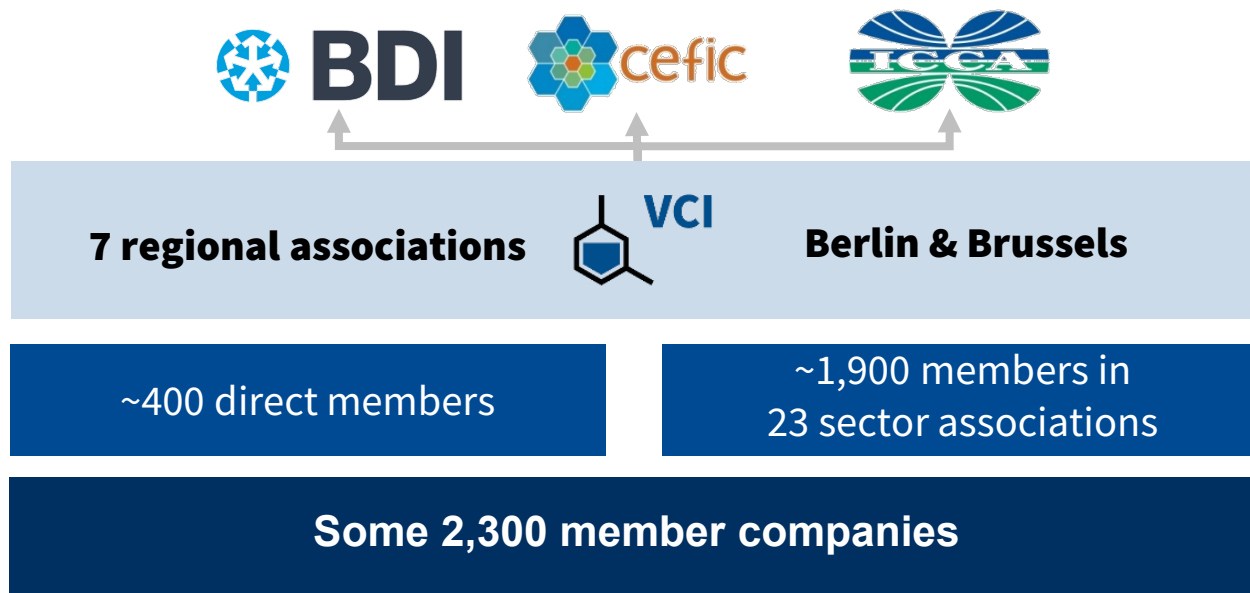 BDI
cefic
ICCA
VCI
7 regional associations
Berlin & Brussels
~400 direct members
~1,900 members in
23 sector associations
Some 2,300 member companies